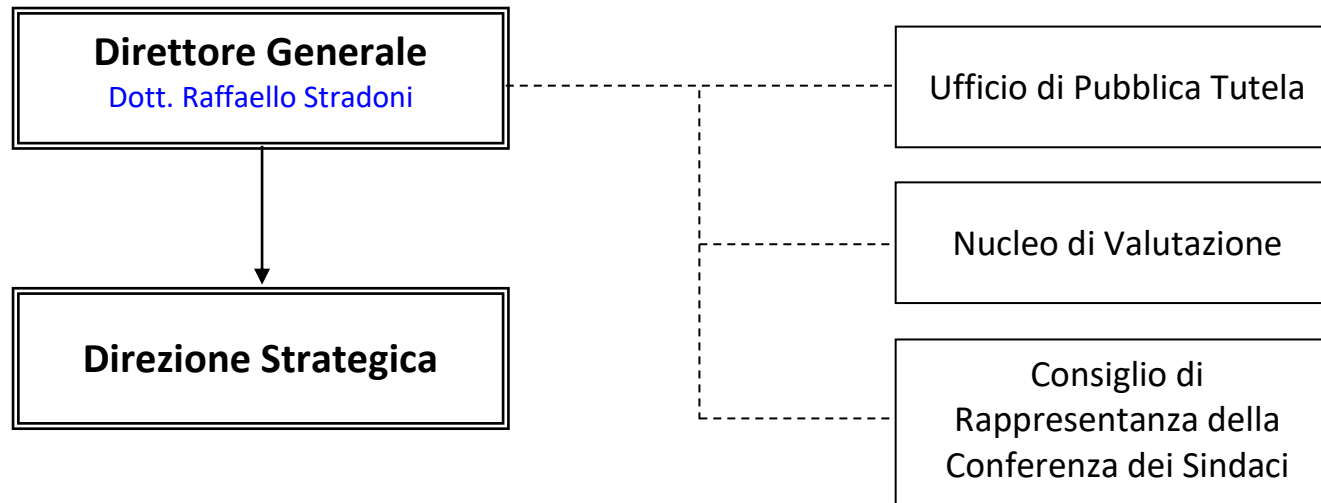 Direttore Generale
Dott. Raffaello Stradoni
Ufficio di Pubblica Tutela
Nucleo di Valutazione
Direzione Strategica
Consiglio di
Rappresentanza della
Conferenza dei Sindaci